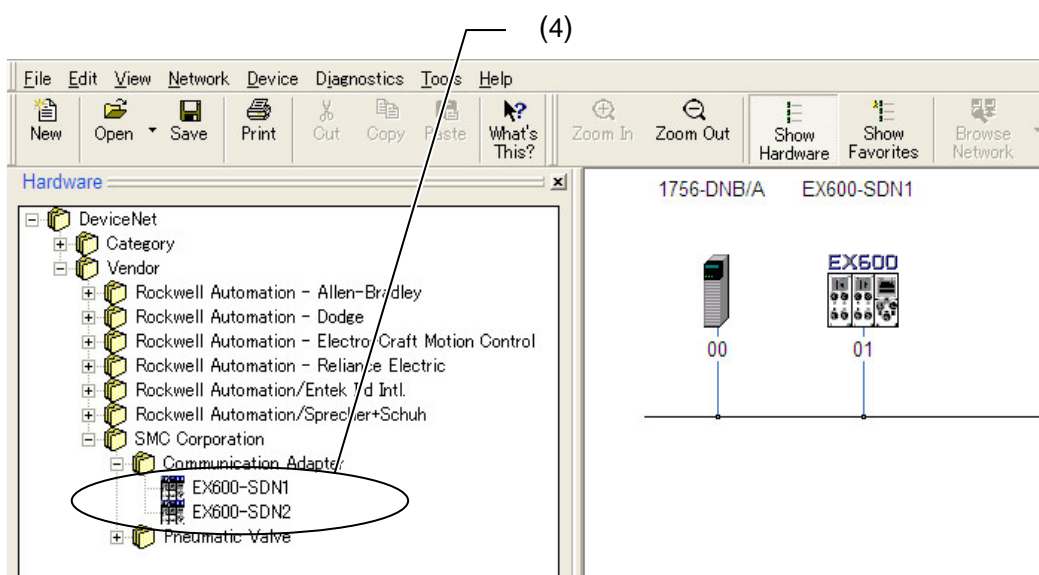 (4)
File Edit View Network Device Diagnostics Tools Help
New Open Save Print Cut Copy Paste What's This? Zoom In Zoom Out Show Hardware Show Favorites Browse Network
Hardware
1756-DNB/A EX600-SDN1
DeviceNet
Category
Vendor
Rockwell Automation - Allen-Bradley
Rockwell Automation - Dodge
Rockwell Automation - Electro-Craft Motion Control
Rockwell Automation - Reliance Electric
Rockwell Automation/Entek Ird Intl.
Rockwell Automation/Sprecher+Schuh
SMC Corporation
Communication Adapter
EX600-SDN1
EX600-SDN2
Pneumatic Valve
EX600
00 01